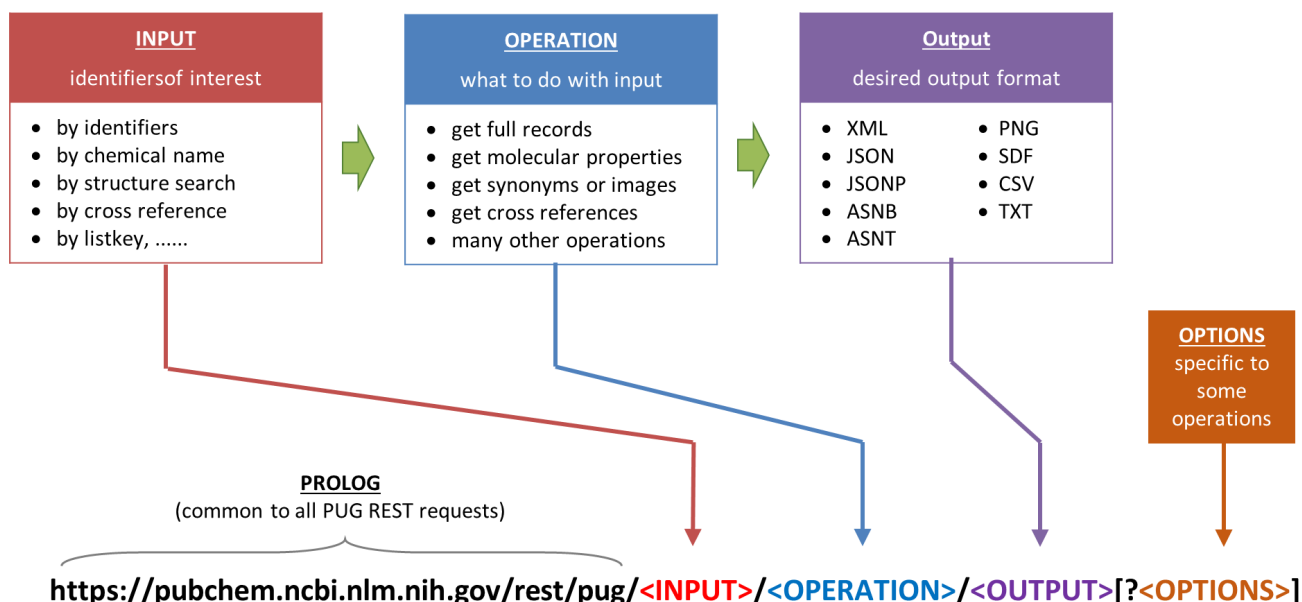 INPUT
identifiersof interest
• by identifiers
• by chemical name
• by structure search
• by cross reference
• by listkey, ......
OPERATION
what to do with input
• get full records
• get molecular properties
• get synonyms or images
• get cross references
• many other operations
Output
desired output format
• XML
• JSON
• JSONP
• ASNB
• ASNT
• PNG
• SDF
• CSV
• TXT
OPTIONS
specific to
some
operations
PROLOG
(common to all PUG REST requests)
https://pubchem.ncbi.nlm.nih.gov/rest/pug/<INPUT>/<OPERATION>/<OUTPUT>[?<OPTIONS>]